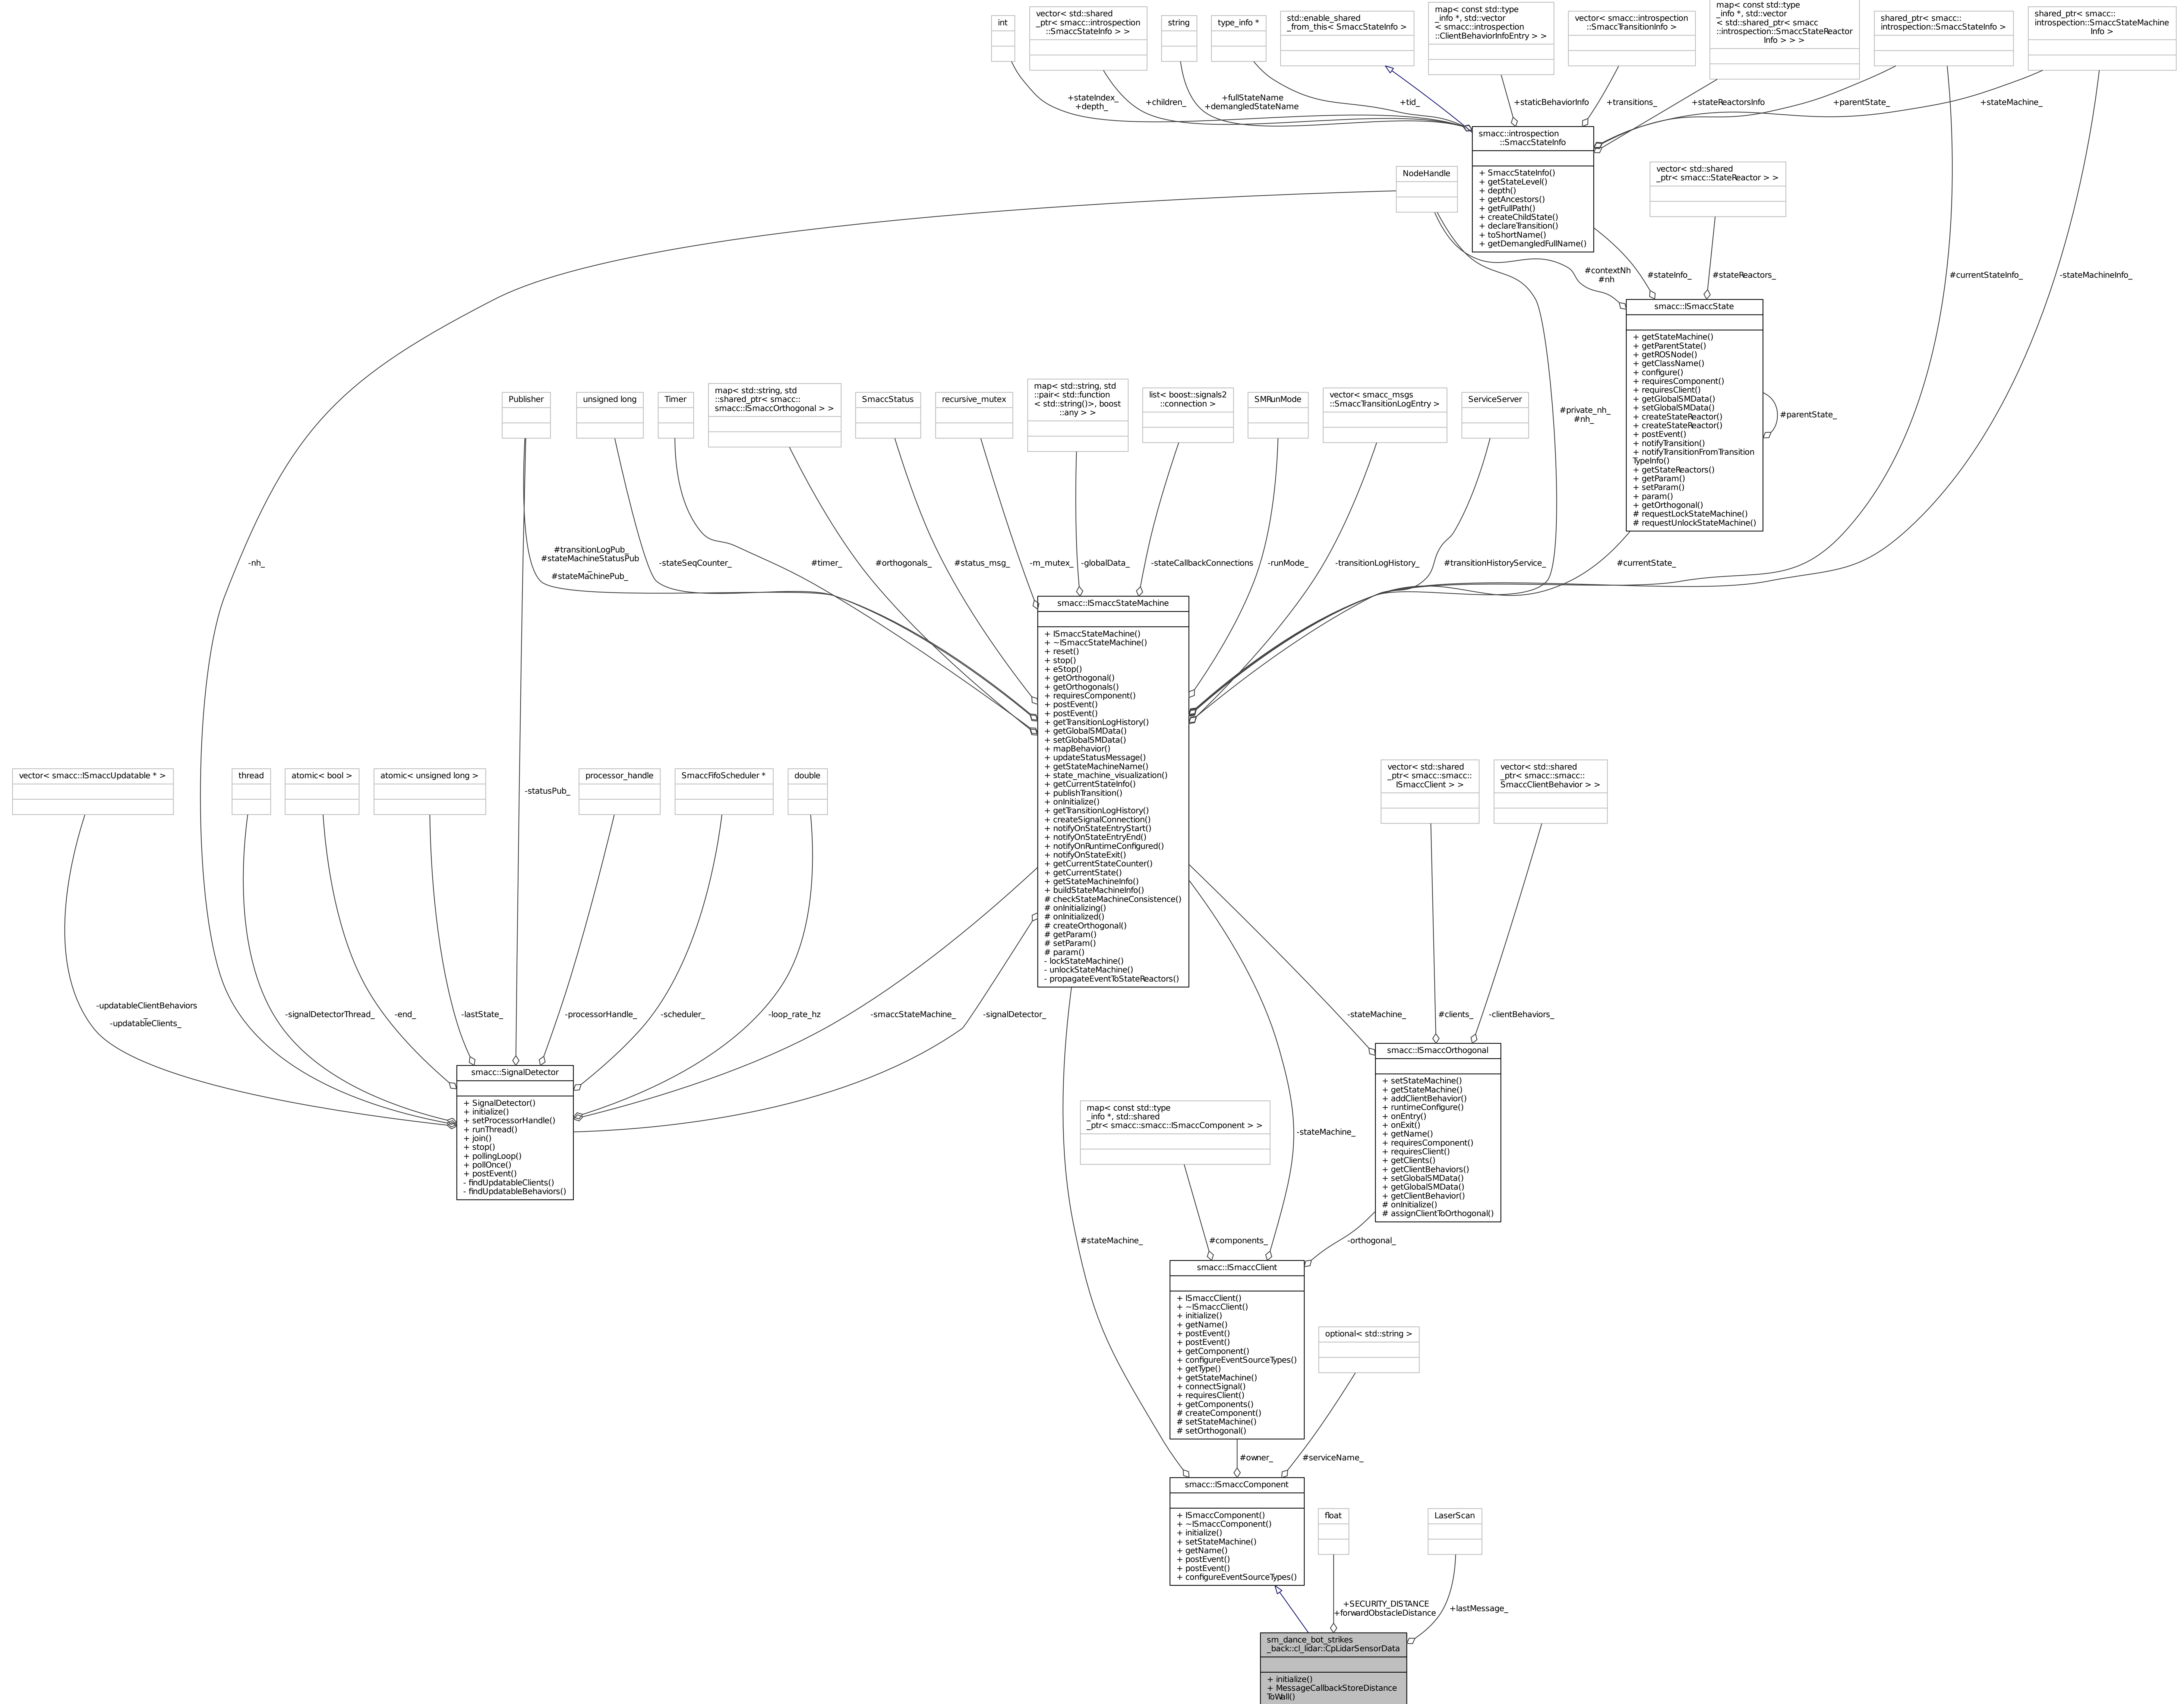 int
vector< std::shared
_ptr< smacc::introspection
::SmaccStateInfo > >
string
type_info *
std::enable_shared
_from_this< SmaccStateInfo >
map< const std::type
_info *, std::vector
< smacc::introspection
::ClientBehaviorInfoEntry > >
vector< smacc::introspection
::SmaccTransitionInfo >
map< const std::type
_info *, std::vector
< std::shared_ptr< smacc
::introspection::SmaccStateReactor
Info > > >
shared_ptr< smacc::
introspection::SmaccStateInfo >
shared_ptr< smacc::
introspection::SmaccStateMachine
Info >
+stateIndex_
+depth_
+children_
+fullStateName
+demangledStateName
+tid_
+staticBehaviorInfo
+transitions_
+stateReactorsInfo
+parentState_
+stateMachine_
smacc::introspection
::SmaccStateInfo
+ SmaccStateInfo()
+ getStateLevel()
+ depth()
+ getAncestors()
+ getFullPath()
+ createChildState()
+ declareTransition()
+ toShortName()
+ getDemangledFullName()
NodeHandle
vector< std::shared
_ptr< smacc::StateReactor > >
#contextNh
#nh
#stateInfo_
#stateReactors_
#currentStateInfo_
-stateMachineInfo_
smacc::ISmaccState
+ getStateMachine()
+ getParentState()
+ getROSNode()
+ getClassName()
+ configure()
+ requiresComponent()
+ requiresClient()
+ getGlobalSMData()
+ setGlobalSMData()
+ createStateReactor()
+ createStateReactor()
+ postEvent()
+ notifyTransition()
+ notifyTransitionFromTransition
TypeInfo()
+ getStateReactors()
+ getParam()
+ setParam()
+ param()
+ getOrthogonal()
# requestLockStateMachine()
# requestUnlockStateMachine()
#parentState_
Publisher
unsigned long
Timer
map< std::string, std
::shared_ptr< smacc::
smacc::ISmaccOrthogonal > >
SmaccStatus
recursive_mutex
map< std::string, std
::pair< std::function
< std::string()>, boost
::any > >
list< boost::signals2
::connection >
SMRunMode
vector< smacc_msgs
::SmaccTransitionLogEntry >
ServiceServer
#private_nh_
#nh_
-nh_
#transitionLogPub_
#stateMachineStatusPub
_
#stateMachinePub_
-stateSeqCounter_
#timer_
#orthogonals_
#status_msg_
-m_mutex_
-globalData_
-stateCallbackConnections
-runMode_
-transitionLogHistory_
#transitionHistoryService_
#currentState_
smacc::ISmaccStateMachine
+ ISmaccStateMachine()
+ ~ISmaccStateMachine()
+ reset()
+ stop()
+ eStop()
+ getOrthogonal()
+ getOrthogonals()
+ requiresComponent()
+ postEvent()
+ postEvent()
+ getTransitionLogHistory()
+ getGlobalSMData()
+ setGlobalSMData()
+ mapBehavior()
+ updateStatusMessage()
+ getStateMachineName()
+ state_machine_visualization()
+ getCurrentStateInfo()
+ publishTransition()
+ onInitialize()
+ getTransitionLogHistory()
+ createSignalConnection()
+ notifyOnStateEntryStart()
+ notifyOnStateEntryEnd()
+ notifyOnRuntimeConfigured()
+ notifyOnStateExit()
+ getCurrentStateCounter()
+ getCurrentState()
+ getStateMachineInfo()
+ buildStateMachineInfo()
# checkStateMachineConsistence()
# onInitializing()
# onInitialized()
# createOrthogonal()
# getParam()
# setParam()
# param()
- lockStateMachine()
- unlockStateMachine()
- propagateEventToStateReactors()
vector< smacc::ISmaccUpdatable * >
thread
atomic< bool >
atomic< unsigned long >
-statusPub_
processor_handle
SmaccFifoScheduler *
double
vector< std::shared
_ptr< smacc::smacc::
ISmaccClient > >
vector< std::shared
_ptr< smacc::smacc::
SmaccClientBehavior > >
-updatableClientBehaviors
_
-updatableClients_
-signalDetectorThread_
-end_
-lastState_
-processorHandle_
-scheduler_
-loop_rate_hz
-smaccStateMachine_
-signalDetector_
-stateMachine_
#clients_
-clientBehaviors_
smacc::SignalDetector
+ SignalDetector()
+ initialize()
+ setProcessorHandle()
+ runThread()
+ join()
+ stop()
+ pollingLoop()
+ pollOnce()
+ postEvent()
- findUpdatableClients()
- findUpdatableBehaviors()
smacc::ISmaccOrthogonal
+ setStateMachine()
+ getStateMachine()
+ addClientBehavior()
+ runtimeConfigure()
+ onEntry()
+ onExit()
+ getName()
+ requiresComponent()
+ requiresClient()
+ getClients()
+ getClientBehaviors()
+ setGlobalSMData()
+ getGlobalSMData()
+ getClientBehavior()
# onInitialize()
# assignClientToOrthogonal()
map< const std::type
_info *, std::shared
_ptr< smacc::smacc::ISmaccComponent > >
-stateMachine_
#stateMachine_
#components_
-orthogonal_
smacc::ISmaccClient
+ ISmaccClient()
+ ~ISmaccClient()
+ initialize()
+ getName()
+ postEvent()
+ postEvent()
+ getComponent()
+ configureEventSourceTypes()
+ getType()
+ getStateMachine()
+ connectSignal()
+ requiresClient()
+ getComponents()
# createComponent()
# setStateMachine()
# setOrthogonal()
optional< std::string >
#owner_
#serviceName_
smacc::ISmaccComponent
+ ISmaccComponent()
+ ~ISmaccComponent()
+ initialize()
+ setStateMachine()
+ getName()
+ postEvent()
+ postEvent()
+ configureEventSourceTypes()
float
LaserScan
+SECURITY_DISTANCE
+forwardObstacleDistance
+lastMessage_
sm_dance_bot_strikes
_back::cl_lidar::CpLidarSensorData
+ initialize()
+ MessageCallbackStoreDistance
ToWall()